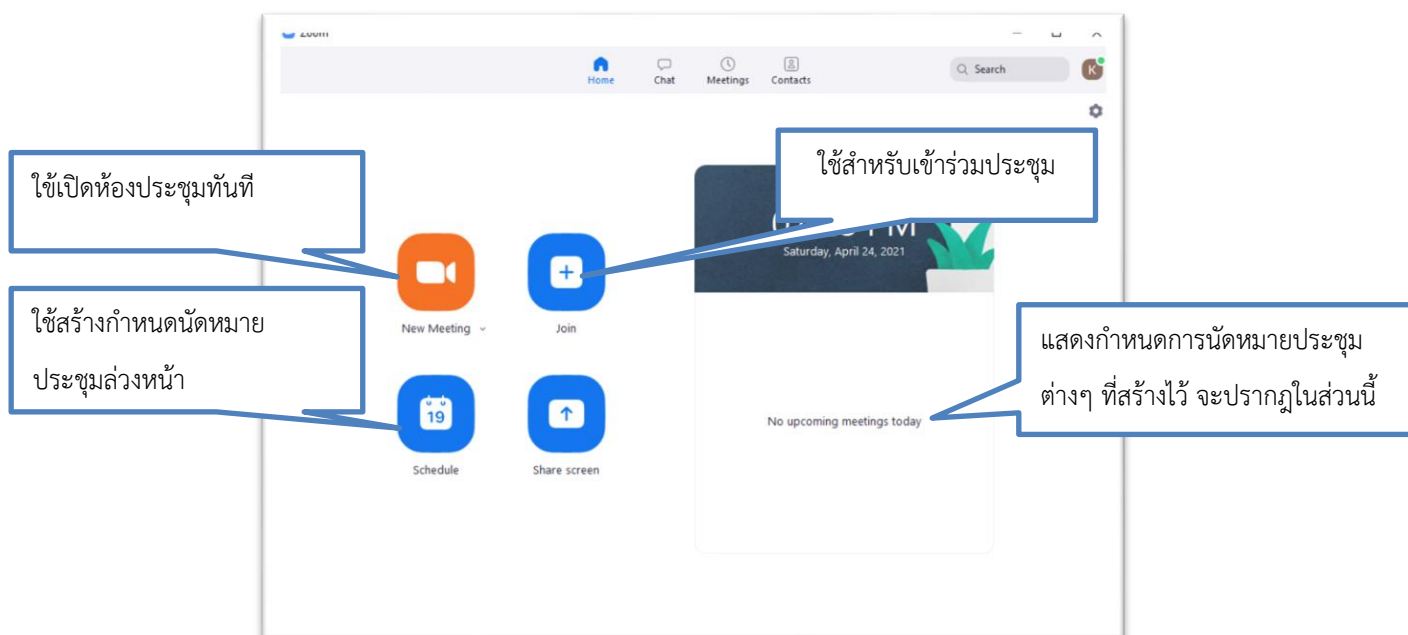 Zoom
Home
Chat
Meetings
Contacts
Search
K
ใช้สำหรับเข้าร่วมประชุม
ใช้เปิดห้องประชุมทันที
PM
Saturday, April 24, 2021
New Meeting
Join
ใช้สร้างกำหนดนัดหมาย
ประชุมล่วงหน้า
แสดงกำหนดการนัดหมายประชุม
ต่างๆ ที่สร้างไว้ จะปรากฏในส่วนนี้
19
No upcoming meetings today
Schedule
Share screen